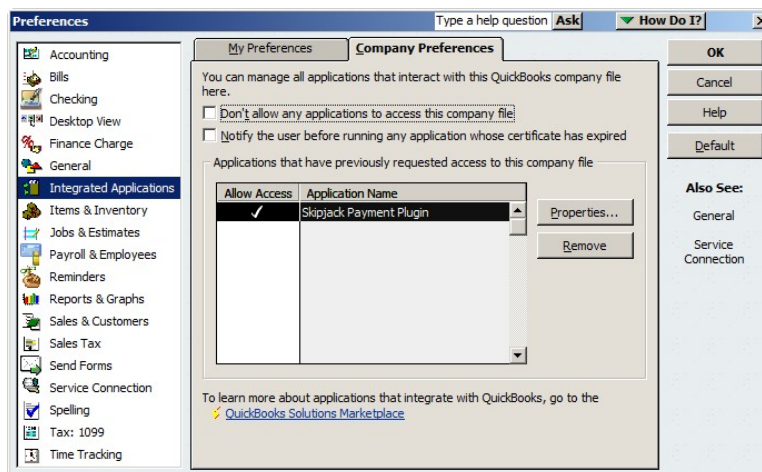 Preferences
Type a help question Ask
How Do I?
Accounting
Bills
Checking
Desktop View
Finance Charge
General
Integrated Applications
Items & Inventory
Jobs & Estimates
Payroll & Employees
Reminders
Reports & Graphs
Sales & Customers
Sales Tax
Send Forms
Service Connection
Spelling
Tax: 1099
Time Tracking
My Preferences
Company Preferences
You can manage all applications that interact with this QuickBooks company file
here.
Don't allow any applications to access this company file
Notify the user before running any application whose certificate has expired
Applications that have previously requested access to this company file
Allow Access Application Name
Skipjack Payment Plugin
Properties...
Remove
To learn more about applications that integrate with QuickBooks, go to the
QuickBooks Solutions Marketplace
OK
Cancel
Help
Default
Also See:
General
Service
Connection